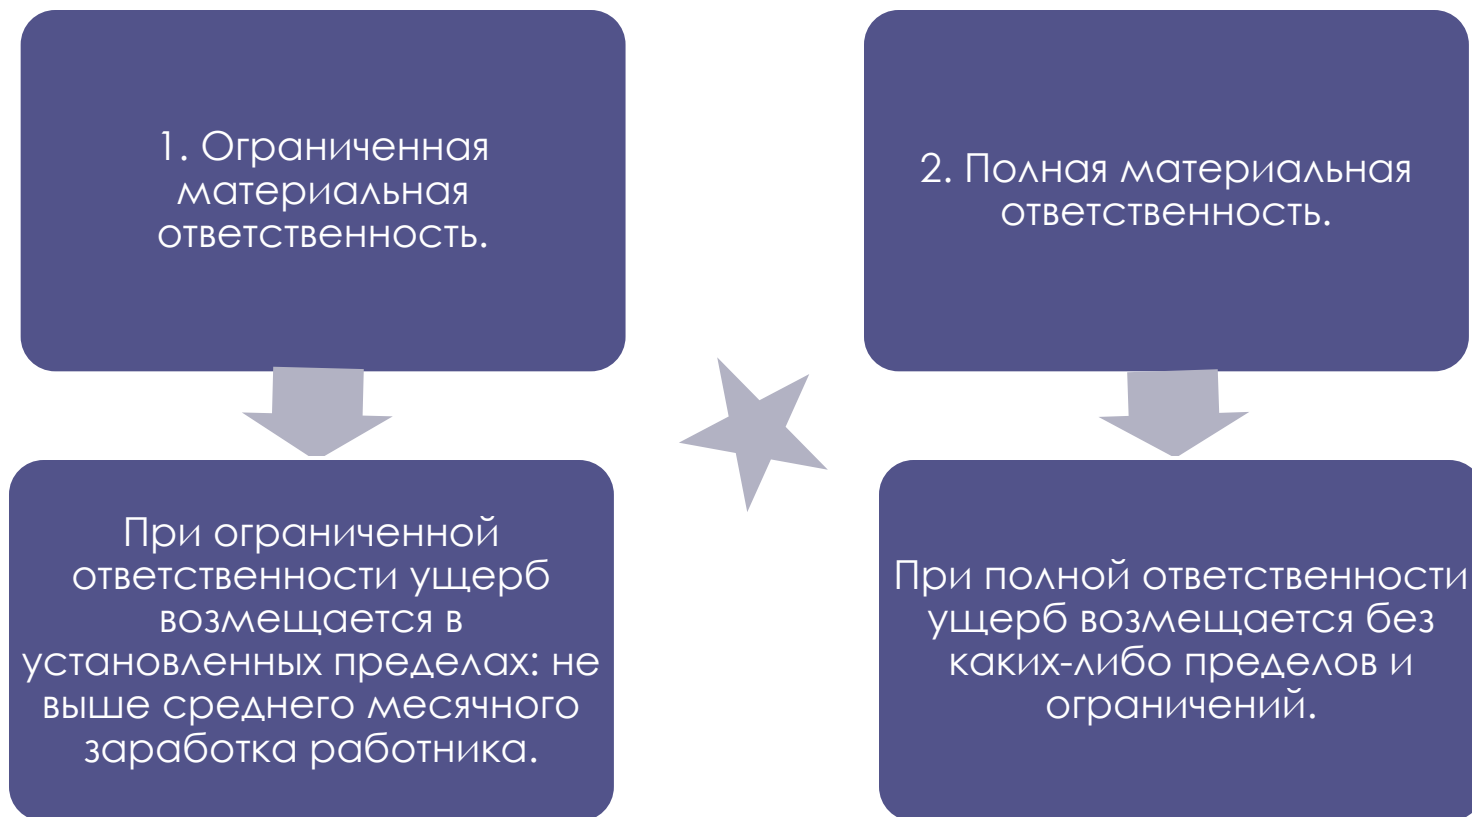 1. Ограниченная
материальная
ответственность.
2. Полная материальная
ответственность.
При ограниченной
ответственности ущерб
возмещается в
установленных пределах: не
выше среднего месячного
заработка работника.
При полной ответственности
ущерб возмещается без
каких-либо пределов и
ограничений.